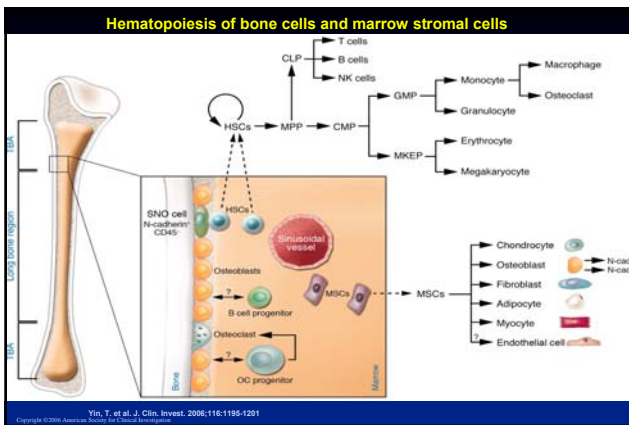 Hematopoiesis of bone cells and marrow stromal cells
T cells
CLP
B cells
NK cells
Macrophage
Monocyte
GMP
Osteoclast
HSCs
MPP
CMP
Granulocyte
Erythrocyte
MKEP
Megakaryocyte
TBA
Long bone region
TBA
SNO cell
N-cadherin+
CD45-
HSCs
Sinusoidal
vessel
Osteoblasts
MSCs
?
B cell progenitor
Osteoclast
?
OC progenitor
Bone
Marrow
MSCs
Chondrocyte
Osteoblast
N-cad
N-cad
Fibroblast
Adipocyte
Myocyte
?
Endothelial cell
Yin, T. et al. J. Clin. Invest. 2006;116:1195-1201
Copyright ©2006 American Society for Clinical Investigation